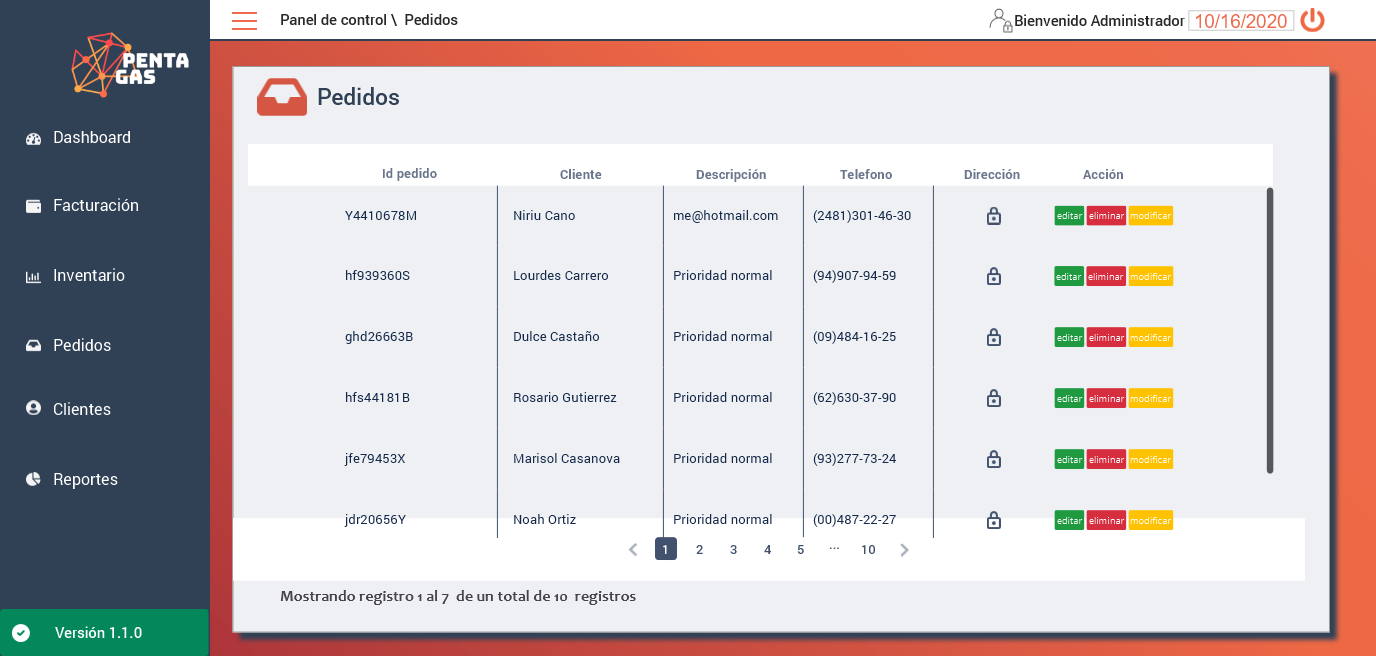 Panel de control \ Pedidos
Bienvenido Administrador 10/16/2020
PENTA
GAS
Dashboard
Facturación
Inventario
Pedidos
Clientes
Reportes
Versión 1.1.0
Pedidos
Id pedido Cliente Descripción Telefono Dirección Acción
Y4410678M Niriu Cano me@hotmail.com (2481)301-46-30 editar eliminar modificar
hf939360S Lourdes Carrero Prioridad normal (94)907-94-59 editar eliminar modificar
ghd26663B Dulce Castaño Prioridad normal (09)484-16-25 editar eliminar modificar
hfs44181B Rosario Gutierrez Prioridad normal (62)630-37-90 editar eliminar modificar
jfe79453X Marisol Casanova Prioridad normal (93)277-73-24 editar eliminar modificar
jdr20656Y Noah Ortiz Prioridad normal (00)487-22-27 editar eliminar modificar
1 2 3 4 5 ... 10
Mostrando registro 1 al 7 de un total de 10 registros